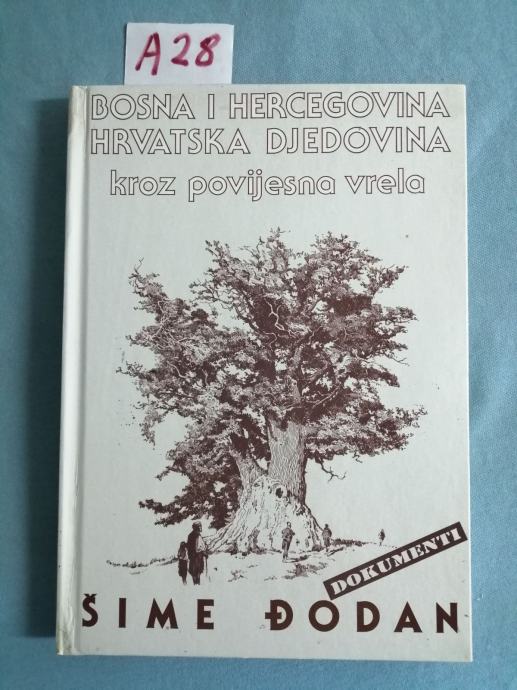 A28
BOSNA I HERCEGOVINA
HRVATSKA DJEDOVINA
kroz povijesna vrela
DOKUMENTI
ŠIME ĐODAN